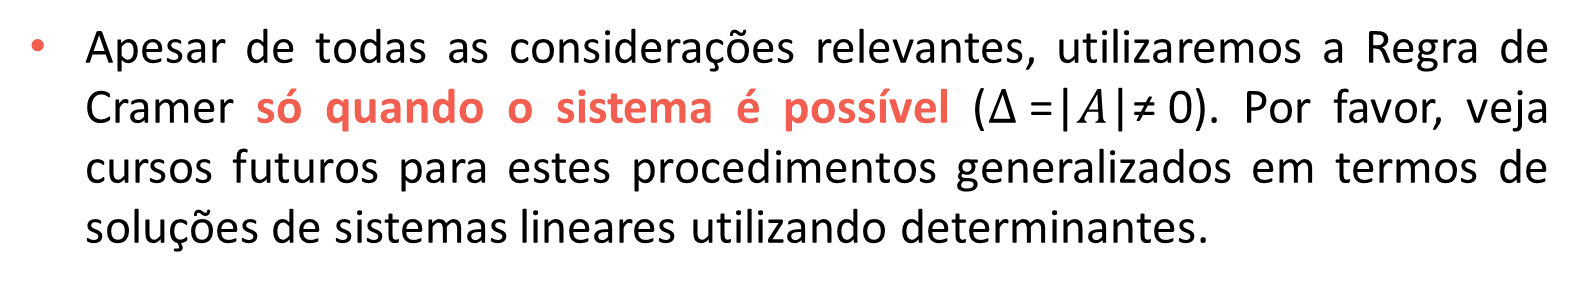 • Apesar de todas as considerações relevantes, utilizaremos a Regra de
Cramer só quando o sistema é possível (Δ =|A|≠ 0). Por favor, veja
cursos futuros para estes procedimentos generalizados em termos de
soluções de sistemas lineares utilizando determinantes.